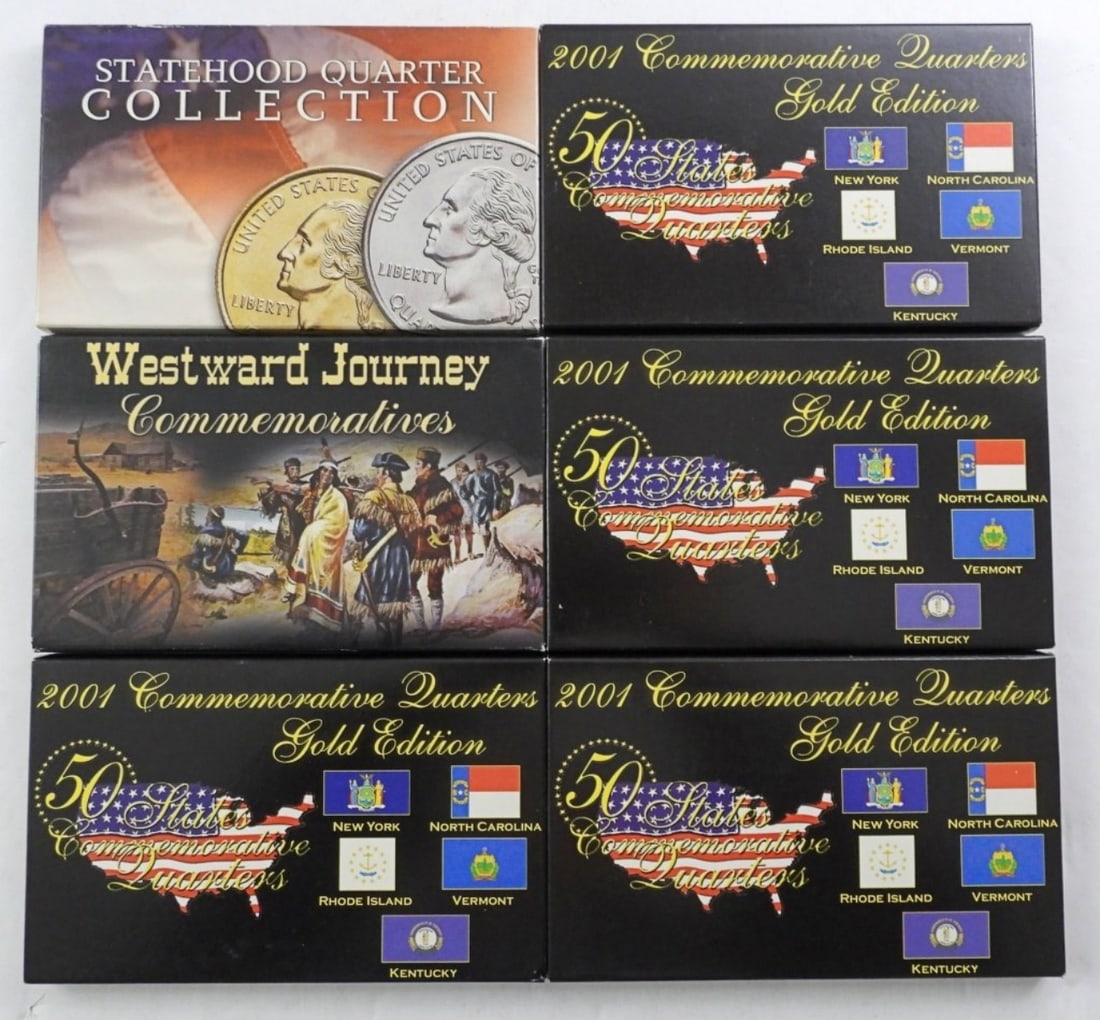 STATEHOOD QUARTER
COLLECTION
UNITED STATES O
LIBERTY
UNITED STATES OF
LIBERTY
QUAR
2001 Commemorative Quarters
Gold Edition
50 States
Commemorative
Quarters
NEW YORK
NORTH CAROLINA
RHODE ISLAND
VERMONT
KENTUCKY
Westward Journey
Commemoratives
2001 Commemorative Quarters
Gold Edition
50 States
Commemorative
Quarters
NEW YORK
NORTH CAROLINA
RHODE ISLAND
VERMONT
KENTUCKY
2001 Commemorative Quarters
Gold Edition
50 States
Commemorative
Quarters
NEW YORK
NORTH CAROLINA
RHODE ISLAND
VERMONT
KENTUCKY
2001 Commemorative Quarters
Gold Edition
50 States
Commemorative
Quarters
NEW YORK
NORTH CAROLINA
RHODE ISLAND
VERMONT
KENTUCKY